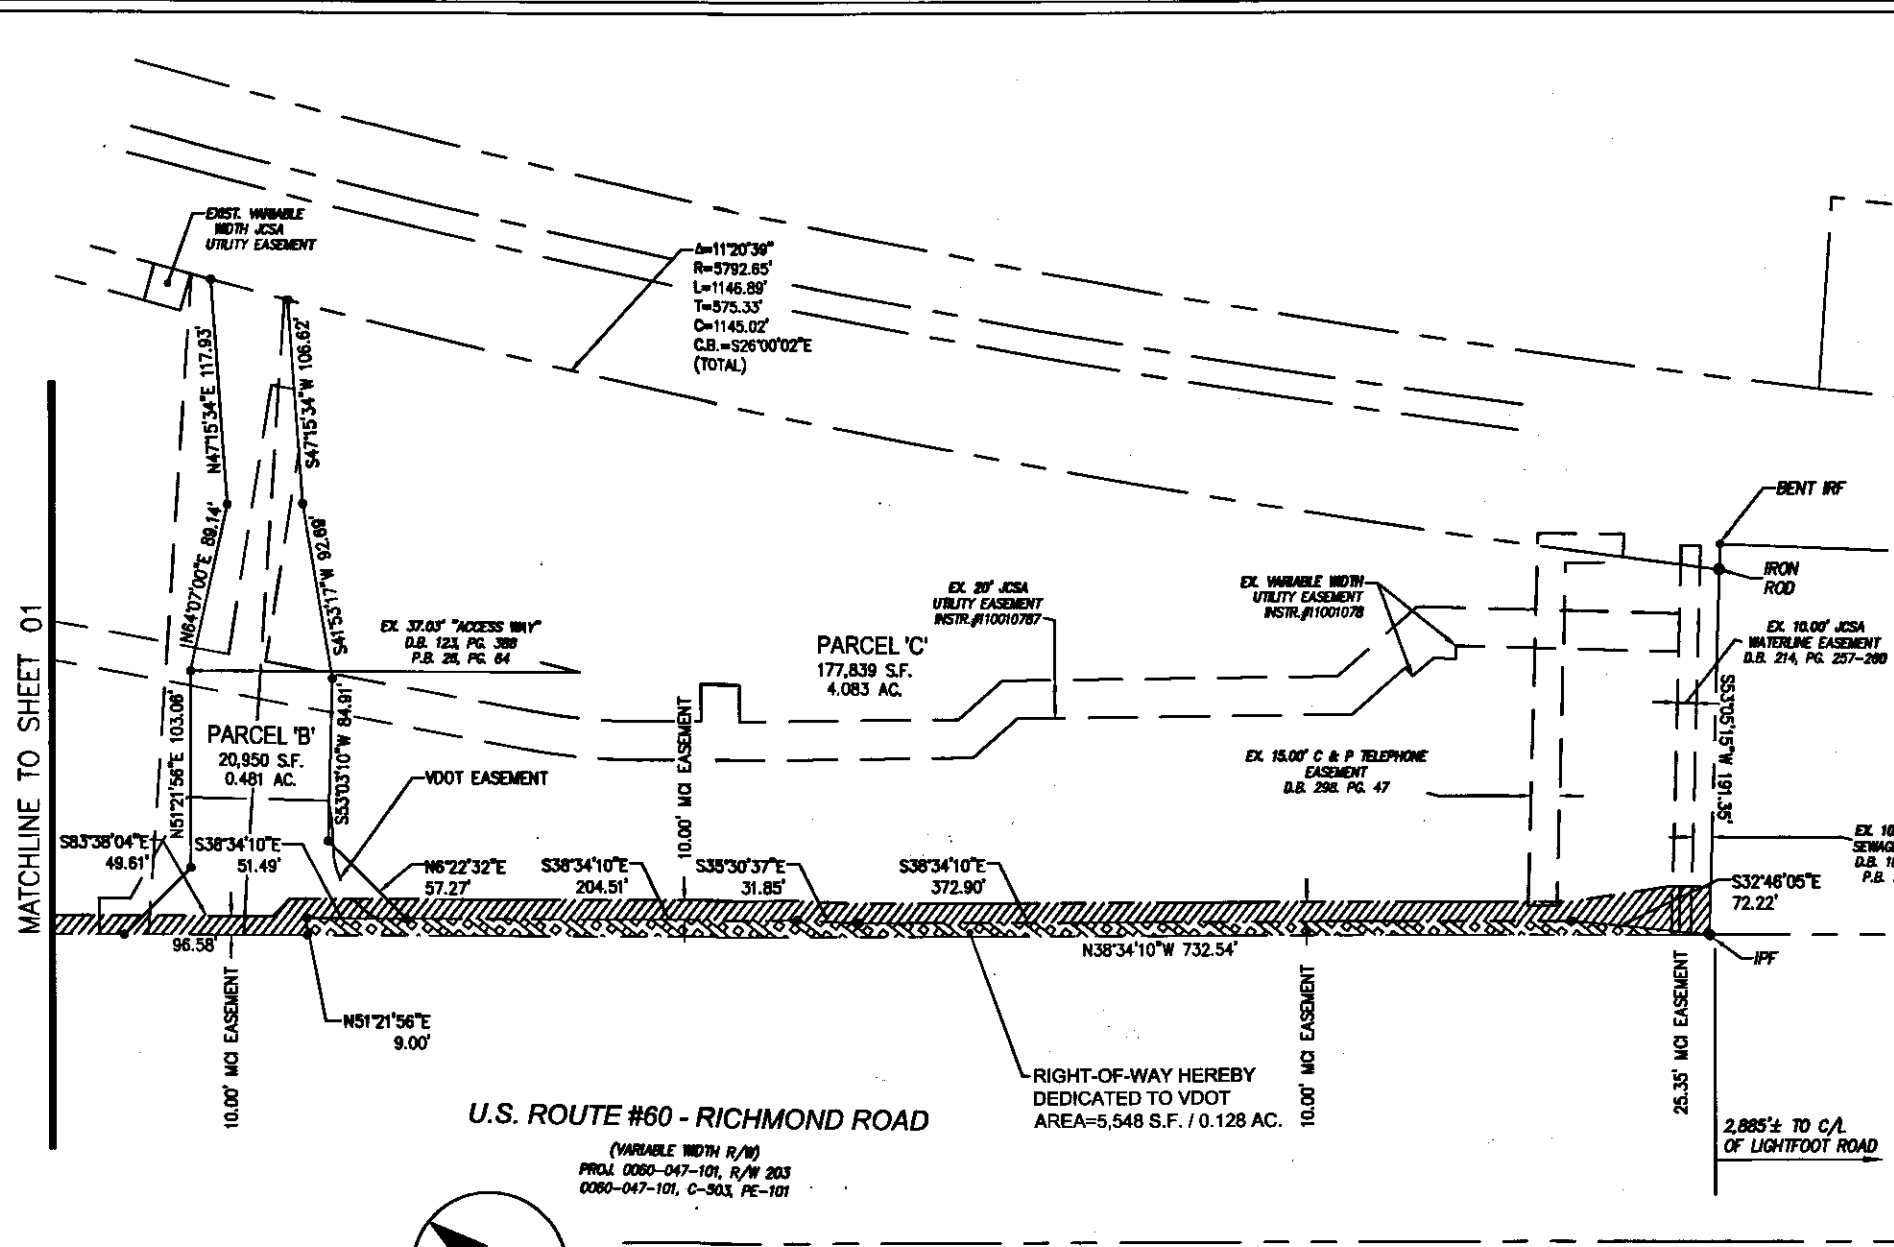 EXIST. VARIABLE
WIDTH JCSA
UTILITY EASEMENT
Δ=11°20'39"
R=5792.65'
L=1146.89'
T=575.33'
C=1145.02'
C.B.=S26°00'02"E
(TOTAL)
N47°15'34"E 117.93'
S47°15'34"W 106.62'
N64°07'00"E 89.14'
S41°53'17"W 92.69'
BENT IRF
IRON
ROD
EX. 37.03' "ACCESS WAY"
D.B. 123, PG. 388
P.B. 28, PG. 64
EX. 20' JCSA
UTILITY EASEMENT
INSTR.#110010787
EX. VARIABLE WIDTH
UTILITY EASEMENT
INSTR.#11001078
EX. 10.00' JCSA
WATERLINE EASEMENT
D.B. 214, PG. 257-260
PARCEL 'C'
177,839 S.F.
4.083 AC.
MATCHLINE TO SHEET 01
N51°21'56"E 103.06'
PARCEL 'B'
20,950 S.F.
0.481 AC.
S53°03'10"W 84.91'
VDOT EASEMENT
10.00' MCI EASEMENT
EX. 15.00' C & P TELEPHONE
EASEMENT
D.B. 298. PG. 47
S53°05'15"W 191.35'
EX. 10
SEWAG
D.B. 1
P.B.
S83°38'04"E
49.61'
S38°34'10"E
51.49'
N6°22'32"E
57.27'
S38°34'10"E
204.51'
S35°30'37"E
31.85'
S38°34'10"E
372.90'
S32°46'05"E
72.22'
96.58'
N38°34'10"W 732.54'
IPF
10.00' MCI EASEMENT
N51°21'56"E
9.00'
10.00' MCI EASEMENT
25.35' MCI EASEMENT
RIGHT-OF-WAY HEREBY
DEDICATED TO VDOT
AREA=5,548 S.F. / 0.128 AC.
U.S. ROUTE #60 - RICHMOND ROAD
(VARIABLE WIDTH R/W)
PROJ. 0060-047-101, R/W 203
0060-047-101, C-503, PE-101
2,885'± TO C/L
OF LIGHTFOOT ROAD